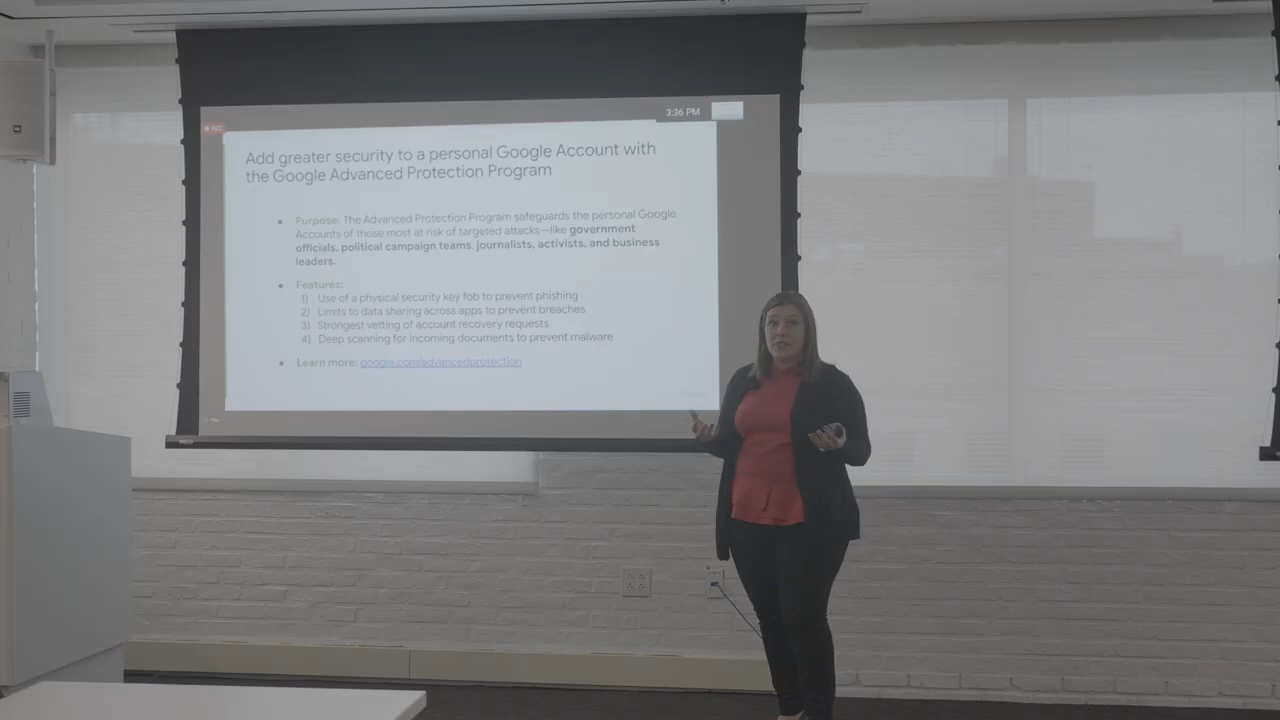 3:36 PM
REC
Add greater security to a personal Google Account with
the Google Advanced Protection Program
● Purpose: The Advanced Protection Program safeguards the personal Google
Accounts of those most at risk of targeted attacks—like government
officials, political campaign teams, journalists, activists, and business
leaders.
● Features:
1) Use of a physical security key fob to prevent phishing
2) Limits to data sharing across apps to prevent breaches
3) Strongest vetting of account recovery requests
4) Deep scanning for incoming documents to prevent malware
● Learn more: google.com/advancedprotection